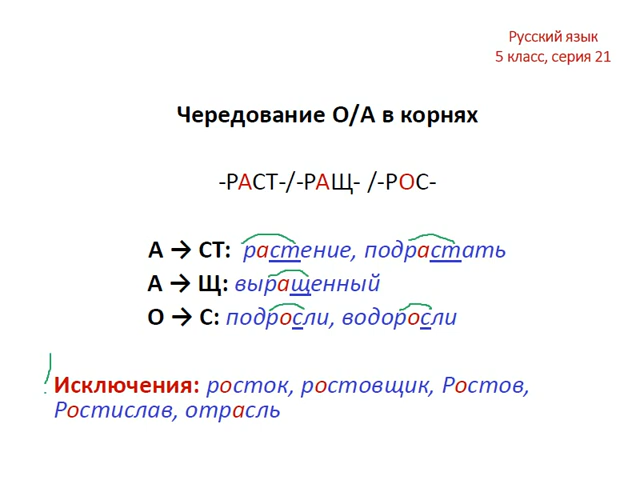 Русский язык
5 класс, серия 21
Чередование О/А в корнях
-РАСТ-/-РАЩ- /-РОС-
А → СТ: растение, подрастать
А → Щ: выращенный
О → С: подросли, водоросли
Исключения: росток, ростовщик, Ростов,
Ростислав, отрасль